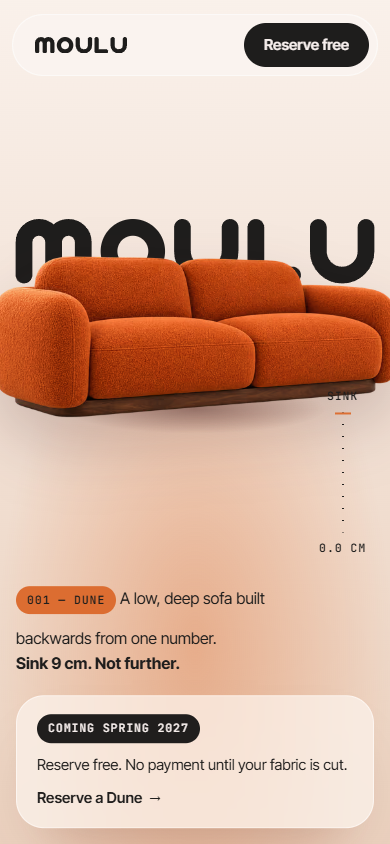 MOULU
Reserve free
MOULU
SINK
0.0 CM
001 — DUNE A low, deep sofa built
backwards from one number.
Sink 9 cm. Not further.
COMING SPRING 2027
Reserve free. No payment until your fabric is cut.
Reserve a Dune →